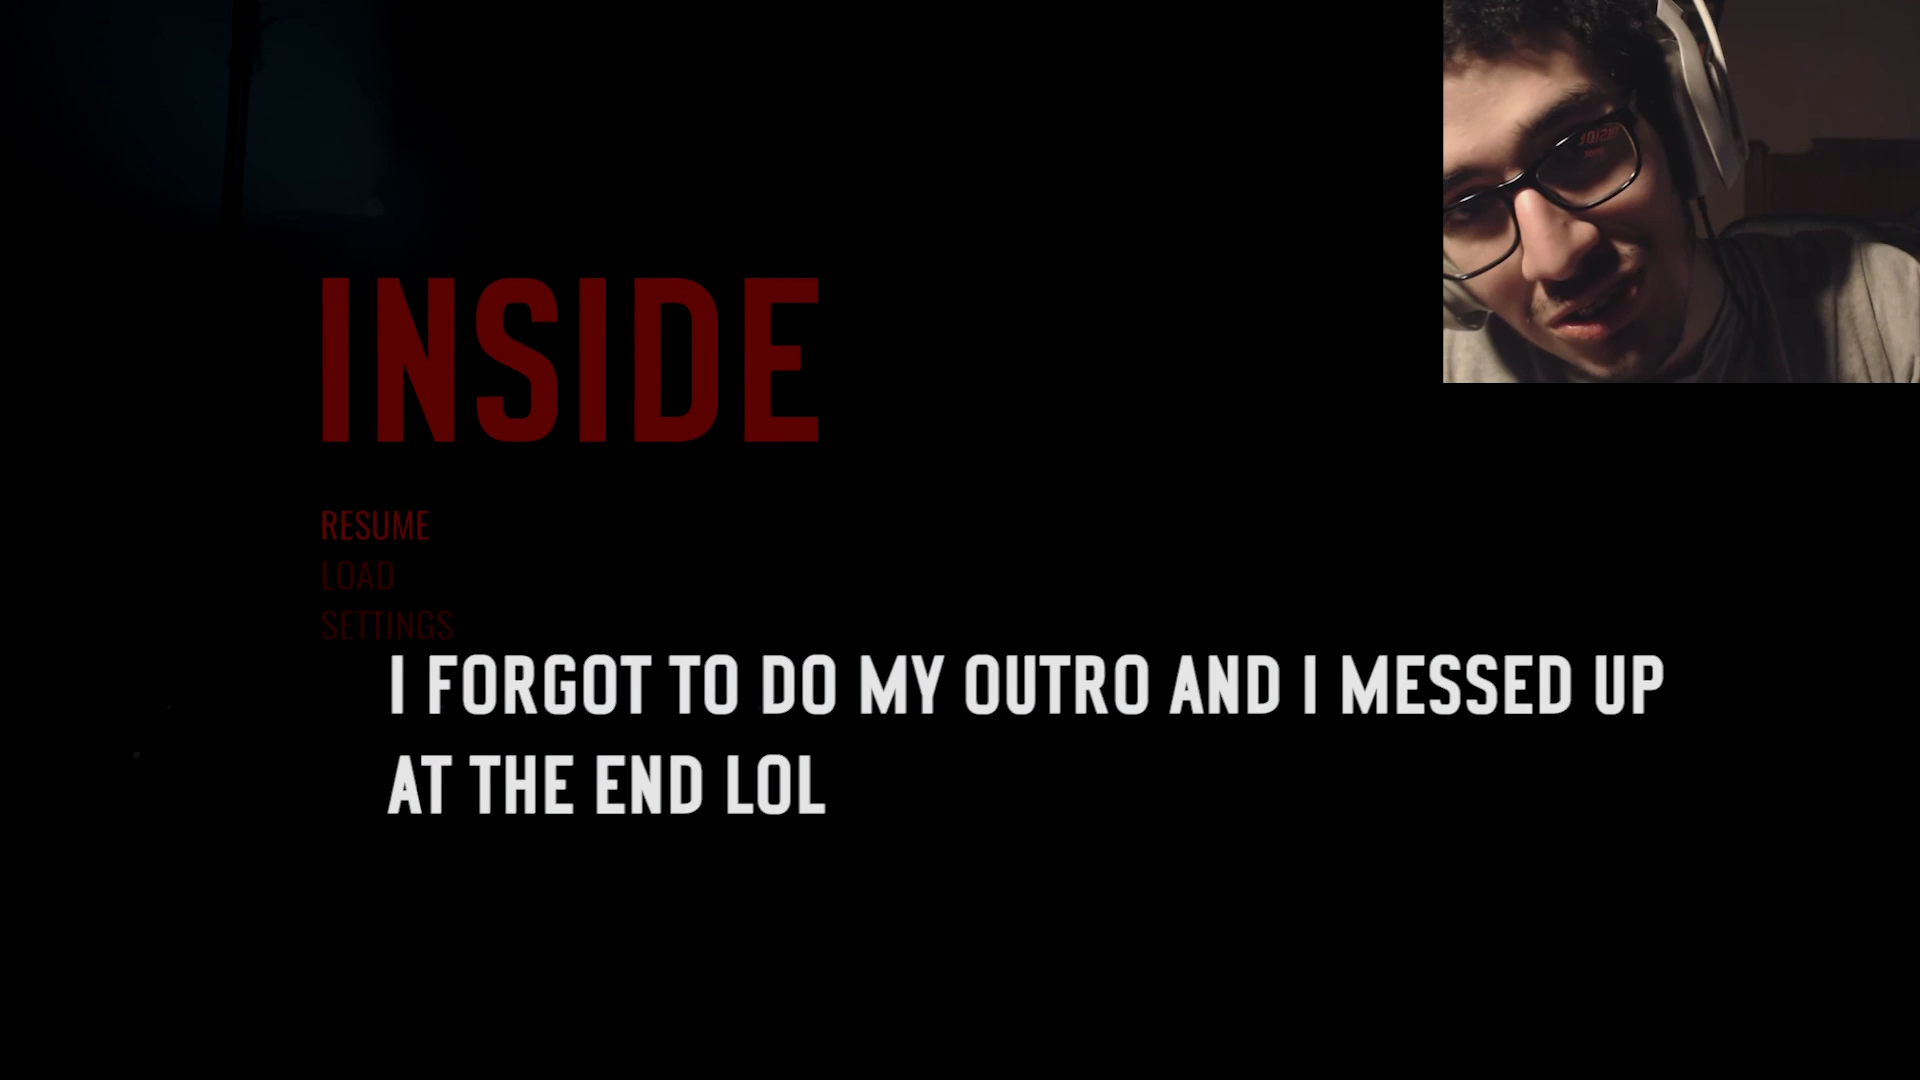 INSIDE
RESUME
LOAD
SETTINGS
I FORGOT TO DO MY OUTRO AND I MESSED UP
AT THE END LOL